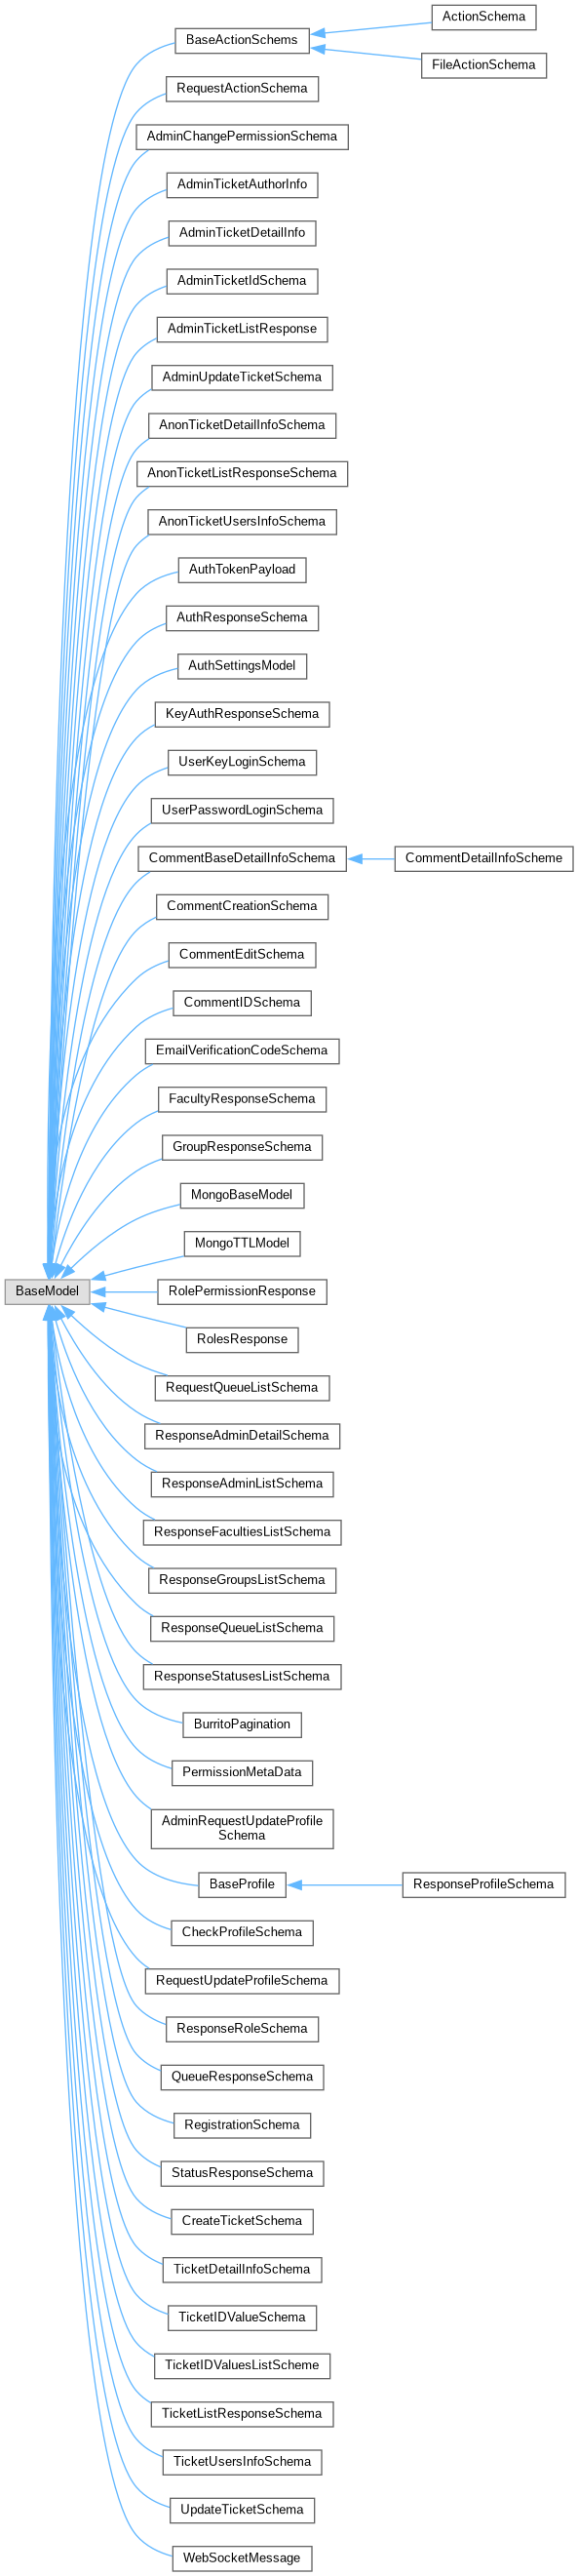 BaseActionSchems
ActionSchema
FileActionSchema
RequestActionSchema
AdminChangePermissionSchema
AdminTicketAuthorInfo
AdminTicketDetailInfo
AdminTicketIdSchema
AdminTicketListResponse
AdminUpdateTicketSchema
AnonTicketDetailInfoSchema
AnonTicketListResponseSchema
AnonTicketUsersInfoSchema
AuthTokenPayload
AuthResponseSchema
AuthSettingsModel
KeyAuthResponseSchema
UserKeyLoginSchema
UserPasswordLoginSchema
CommentBaseDetailInfoSchema
CommentDetailInfoScheme
CommentCreationSchema
CommentEditSchema
CommentIDSchema
EmailVerificationCodeSchema
FacultyResponseSchema
GroupResponseSchema
MongoBaseModel
MongoTTLModel
BaseModel
RolePermissionResponse
RolesResponse
RequestQueueListSchema
ResponseAdminDetailSchema
ResponseAdminListSchema
ResponseFacultiesListSchema
ResponseGroupsListSchema
ResponseQueueListSchema
ResponseStatusesListSchema
BurritoPagination
PermissionMetaData
AdminRequestUpdateProfile
Schema
BaseProfile
ResponseProfileSchema
CheckProfileSchema
RequestUpdateProfileSchema
ResponseRoleSchema
QueueResponseSchema
RegistrationSchema
StatusResponseSchema
CreateTicketSchema
TicketDetailInfoSchema
TicketIDValueSchema
TicketIDValuesListScheme
TicketListResponseSchema
TicketUsersInfoSchema
UpdateTicketSchema
WebSocketMessage